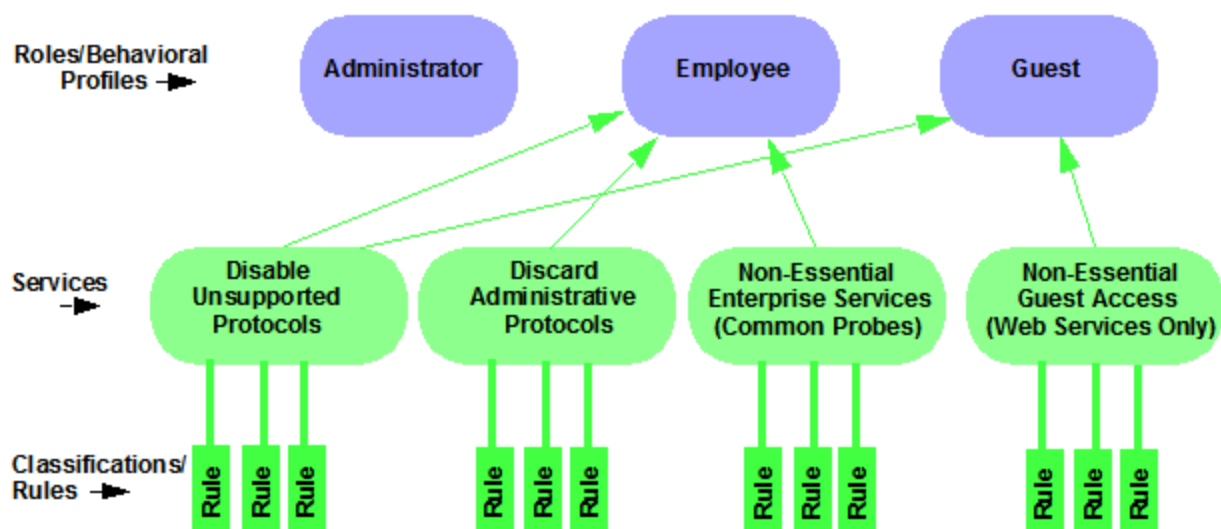 Roles/Behavioral
Profiles
Administrator
Employee
Guest
Services
Disable
Unsupported
Protocols
Discard
Administrative
Protocols
Non-Essential
Enterprise Services
(Common Probes)
Non-Essential
Guest Access
(Web Services Only)
Classifications/
Rules
Rule
Rule
Rule
Rule
Rule
Rule
Rule
Rule
Rule
Rule
Rule
Rule